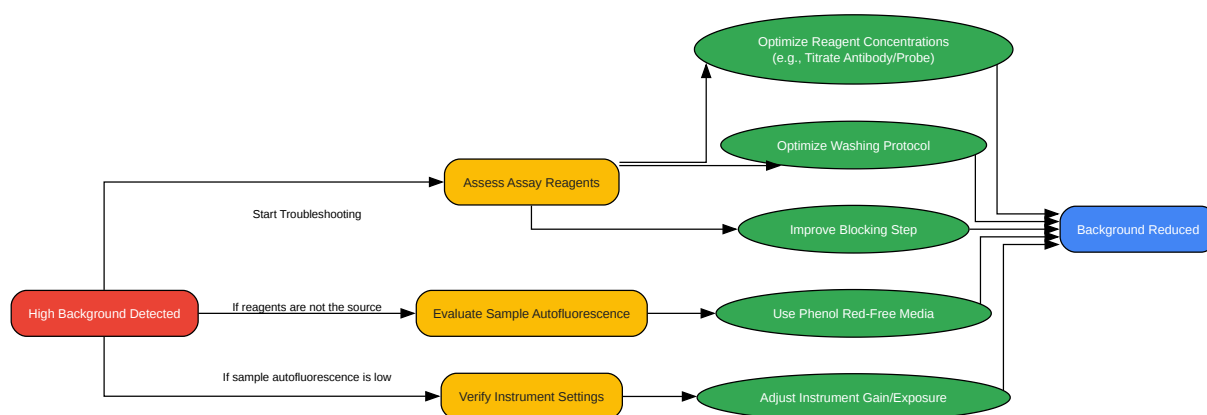 Optimize Reagent Concentrations
(e.g., Titrate Antibody/Probe)
Optimize Washing Protocol
Assess Assay Reagents
Start Troubleshooting
Improve Blocking Step
Background Reduced
High Background Detected
If reagents are not the source
Evaluate Sample Autofluorescence
Use Phenol Red-Free Media
If sample autofluorescence is low
Verify Instrument Settings
Adjust Instrument Gain/Exposure